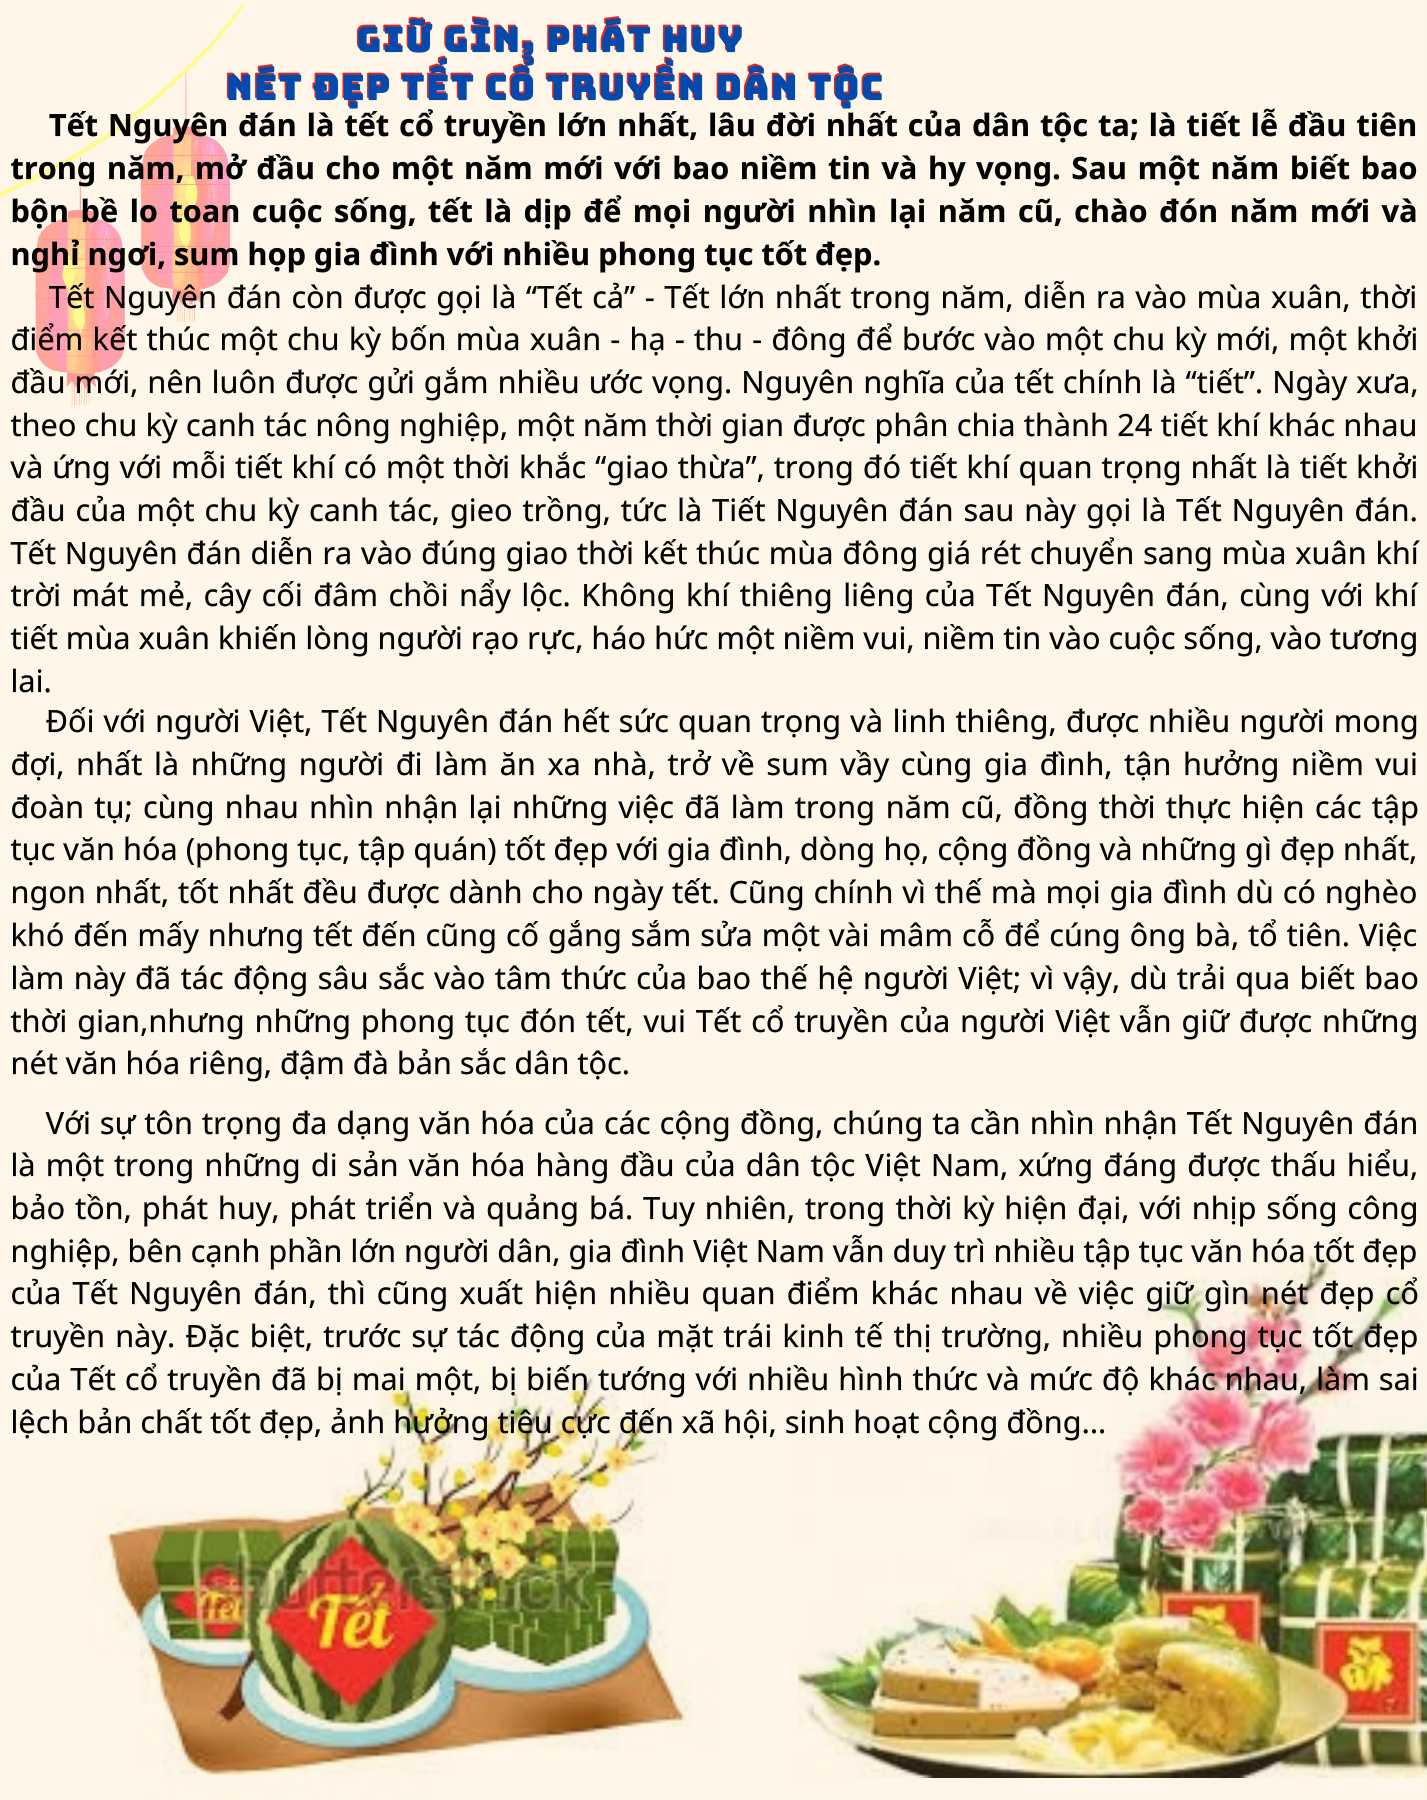 GIỮ GÌN, PHÁT HUY
NÉT ĐẸP TẾT CỔ TRUYỀN DÂN TỘC
Tết Nguyên đán là tết cổ truyền lớn nhất, lâu đời nhất của dân tộc ta; là tiết lễ đầu tiên
trong năm, mở đầu cho một năm mới với bao niềm tin và hy vọng. Sau một năm biết bao
bộn bề lo toan cuộc sống, tết là dịp để mọi người nhìn lại năm cũ, chào đón năm mới và
nghỉ ngơi, sum họp gia đình với nhiều phong tục tốt đẹp.
Tết Nguyên đán còn được gọi là “Tết cả” - Tết lớn nhất trong năm, diễn ra vào mùa xuân, thời
điểm kết thúc một chu kỳ bốn mùa xuân - hạ - thu - đông để bước vào một chu kỳ mới, một khởi
đầu mới, nên luôn được gửi gắm nhiều ước vọng. Nguyên nghĩa của tết chính là “tiết”. Ngày xưa,
theo chu kỳ canh tác nông nghiệp, một năm thời gian được phân chia thành 24 tiết khí khác nhau
và ứng với mỗi tiết khí có một thời khắc “giao thừa”, trong đó tiết khí quan trọng nhất là tiết khởi
đầu của một chu kỳ canh tác, gieo trồng, tức là Tiết Nguyên đán sau này gọi là Tết Nguyên đán.
Tết Nguyên đán diễn ra vào đúng giao thời kết thúc mùa đông giá rét chuyển sang mùa xuân khí
trời mát mẻ, cây cối đâm chồi nẩy lộc. Không khí thiêng liêng của Tết Nguyên đán, cùng với khí
tiết mùa xuân khiến lòng người rạo rực, háo hức một niềm vui, niềm tin vào cuộc sống, vào tương
lai.
Đối với người Việt, Tết Nguyên đán hết sức quan trọng và linh thiêng, được nhiều người mong
đợi, nhất là những người đi làm ăn xa nhà, trở về sum vầy cùng gia đình, tận hưởng niềm vui
đoàn tụ; cùng nhau nhìn nhận lại những việc đã làm trong năm cũ, đồng thời thực hiện các tập
tục văn hóa (phong tục, tập quán) tốt đẹp với gia đình, dòng họ, cộng đồng và những gì đẹp nhất,
ngon nhất, tốt nhất đều được dành cho ngày tết. Cũng chính vì thế mà mọi gia đình dù có nghèo
khó đến mấy nhưng tết đến cũng cố gắng sắm sửa một vài mâm cỗ để cúng ông bà, tổ tiên. Việc
làm này đã tác động sâu sắc vào tâm thức của bao thế hệ người Việt; vì vậy, dù trải qua biết bao
thời gian,nhưng những phong tục đón tết, vui Tết cổ truyền của người Việt vẫn giữ được những
nét văn hóa riêng, đậm đà bản sắc dân tộc.
Với sự tôn trọng đa dạng văn hóa của các cộng đồng, chúng ta cần nhìn nhận Tết Nguyên đán
là một trong những di sản văn hóa hàng đầu của dân tộc Việt Nam, xứng đáng được thấu hiểu,
bảo tồn, phát huy, phát triển và quảng bá. Tuy nhiên, trong thời kỳ hiện đại, với nhịp sống công
nghiệp, bên cạnh phần lớn người dân, gia đình Việt Nam vẫn duy trì nhiều tập tục văn hóa tốt đẹp
của Tết Nguyên đán, thì cũng xuất hiện nhiều quan điểm khác nhau về việc giữ gìn nét đẹp cổ
truyền này. Đặc biệt, trước sự tác động của mặt trái kinh tế thị trường, nhiều phong tục tốt đẹp
của Tết cổ truyền đã bị mai một, bị biến tướng với nhiều hình thức và mức độ khác nhau, làm sai
lệch bản chất tốt đẹp, ảnh hưởng tiêu cực đến xã hội, sinh hoạt cộng đồng...
shutterstock
Tết
Tết